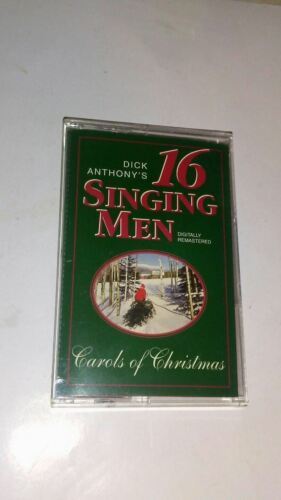 DICK
ANTHONY'S
16
SINGING
MEN
DIGITALLY
REMASTERED
Carols of Christmas